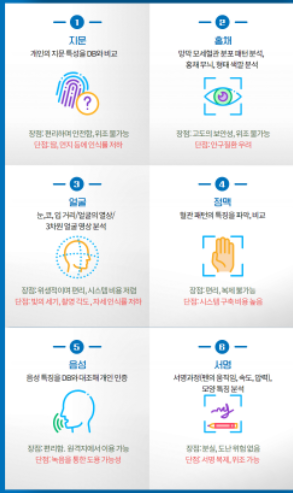 1
지문
개인의 지문 특성을 DB와 비교
?
장점: 편리하며 안전함, 위조 불가능
단점: 땀, 먼지 등에 인식률 저하
2
홍채
망막 모세혈관 분포 패턴 분석,
홍채 무늬, 형태 색깔 분석
장점: 고도의 보안성, 위조 불가능
단점: 안구질환 우려
3
얼굴
눈,코, 입 거리/얼굴의 열상/
3차원 얼굴 영상 분석
장점: 위생적이며 편리, 시스템 비용 저렴
단점: 빛의 세기, 촬영 각도, 자세 인식률 저하
4
정맥
혈관 패턴의 특징을 파악, 비교
장점: 편리, 복제 불가능
단점: 시스템 구축 비용 높음
5
음성
음성 특징을 DB와 대조해 개인 인증
장점: 편리함. 원격지에서 이용 가능
단점: 녹음을 통한 도용 가능성
6
서명
서명과정(펜의 움직임, 속도, 압력),
모양 특징 분석
장점: 분실, 도난 위험 없음
단점: 서명 복제, 위조 가능